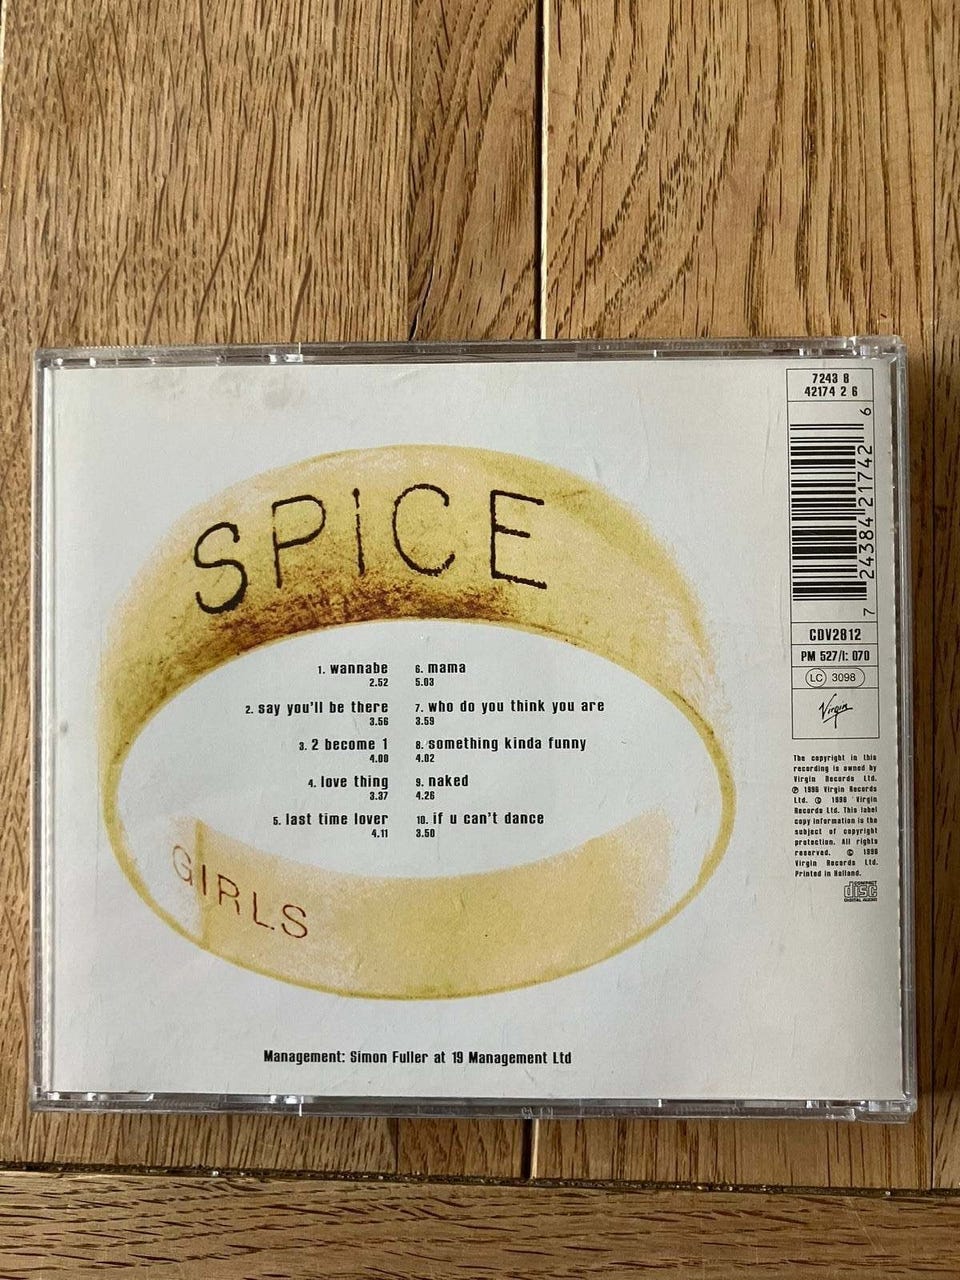 SPICE
1. wannabe
2.52
2. say you'll be there
3.56
3. 2 become 1
4.00
4. love thing
3.37
5. last time lover
4.11
6. mama
5.03
7. who do you think you are
3.59
8. something kinda funny
4.02
9. naked
4.26
10. if u can't dance
3.50
GIRLS
Management: Simon Fuller at 19 Management Ltd
7243 8
42174 2 6
7 24384 21742 6
CDV2812
PM 527/I: 070
LC 3098
Virgin
The copyright in this
recording is owned by
Virgin Records Ltd.
℗ 1996 Virgin Records
Ltd. © 1996 Virgin
Records Ltd. This label
copy information is the
subject of copyright
protection. All rights
reserved. © 1996
Virgin Records Ltd.
Printed in Holland.
COMPACT
disc
DIGITAL AUDIO